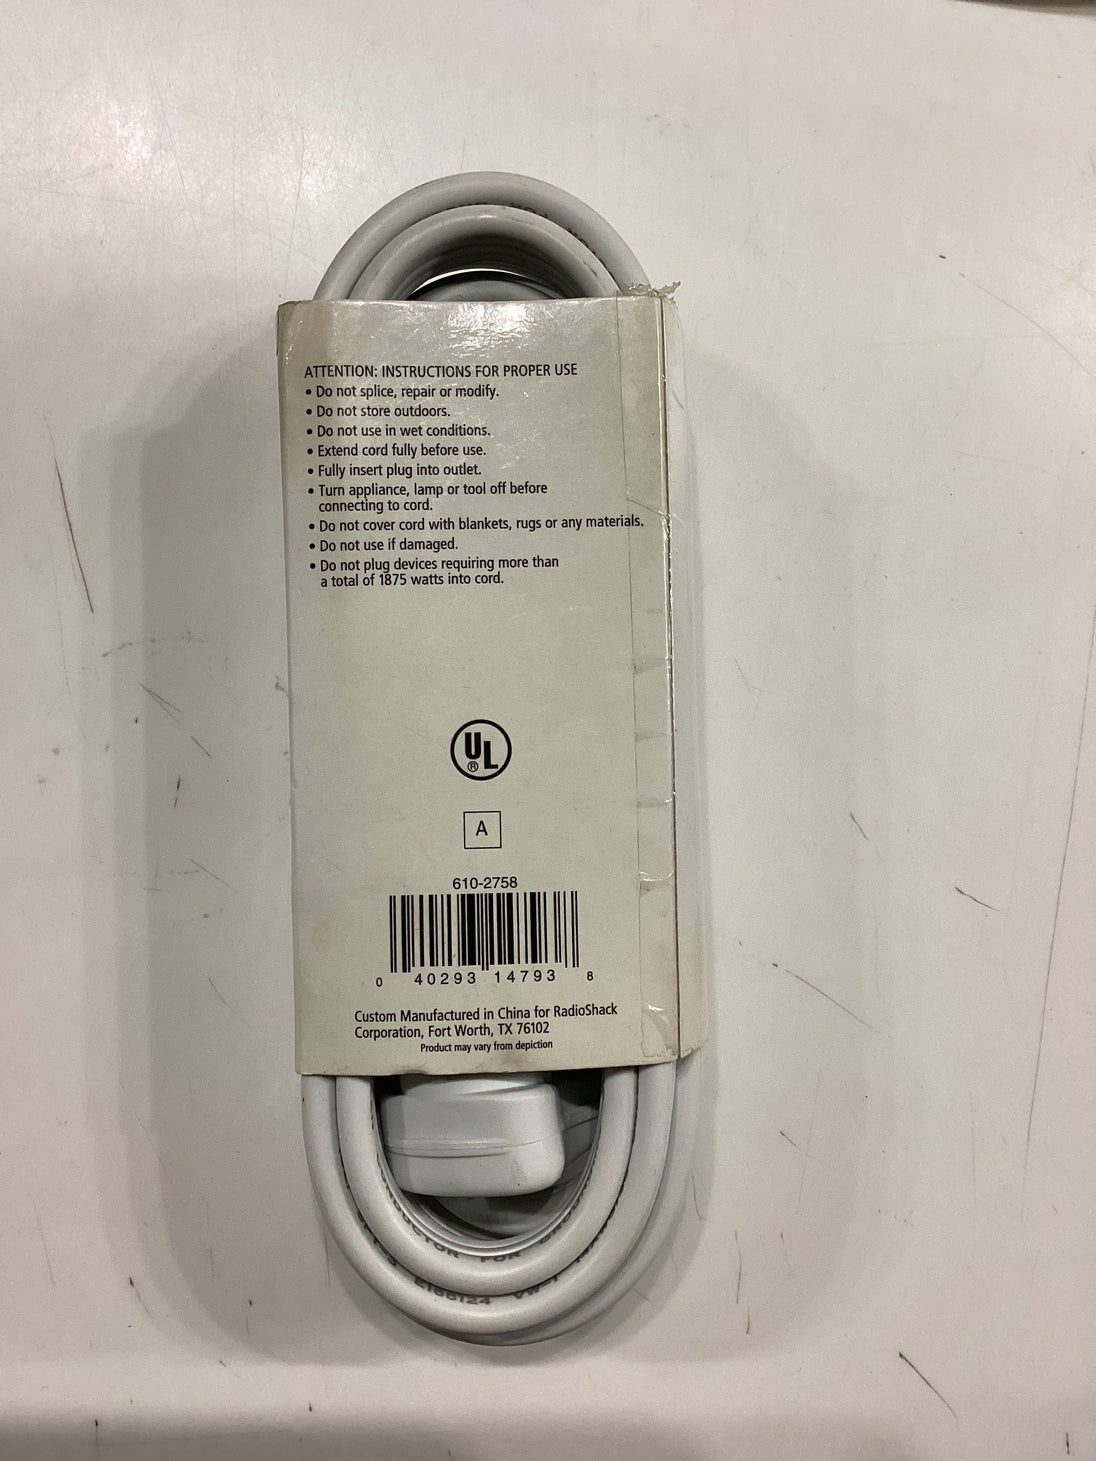 ATTENTION: INSTRUCTIONS FOR PROPER USE
• Do not splice, repair or modify.
• Do not store outdoors.
• Do not use in wet conditions.
• Extend cord fully before use.
• Fully insert plug into outlet.
• Turn appliance, lamp or tool off before
connecting to cord.
• Do not cover cord with blankets, rugs or any materials.
• Do not use if damaged.
• Do not plug devices requiring more than
a total of 1875 watts into cord.
UL
®
A
610-2758
0 40293 14793 8
Custom Manufactured in China for RadioShack
Corporation, Fort Worth, TX 76102
Product may vary from depiction
FOR
E166124 VW-1